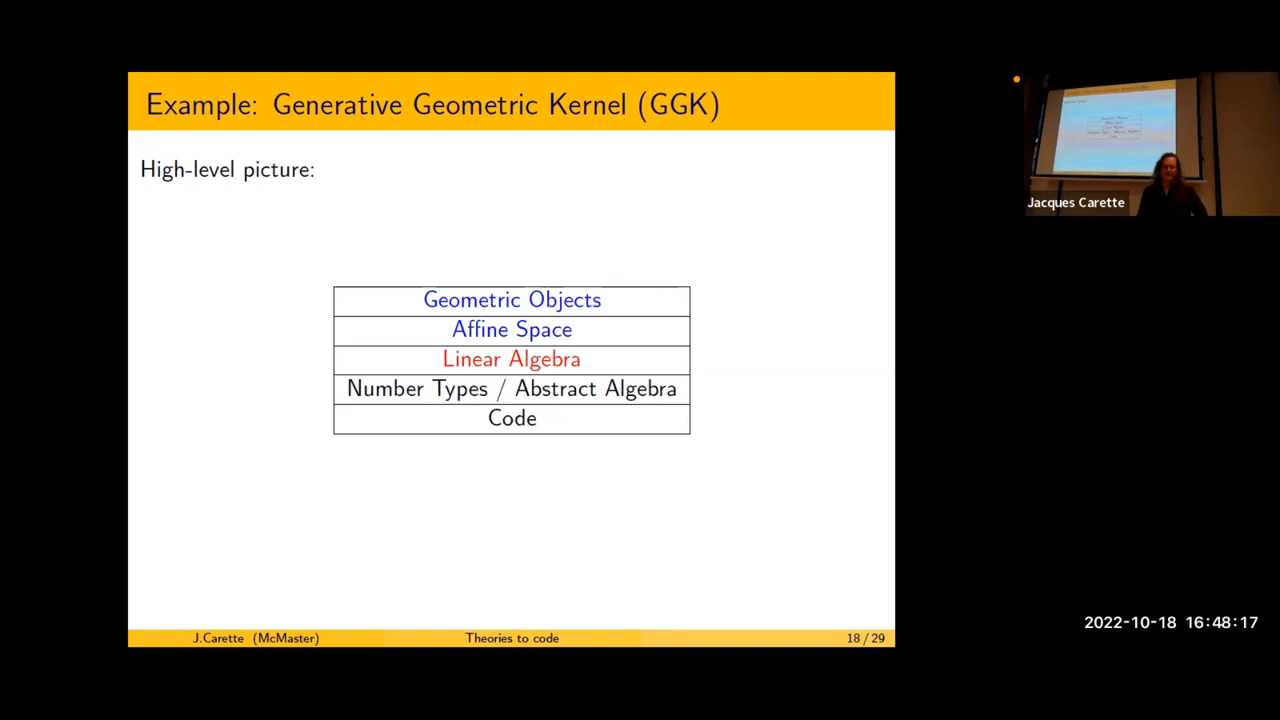 Example: Generative Geometric Kernel (GGK)
High-level picture:
Geometric Objects
Affine Space
Linear Algebra
Number Types / Abstract Algebra
Code
J.Carette (McMaster)
Theories to code
18 / 29
Jacques Carette
2022-10-18 16:48:17